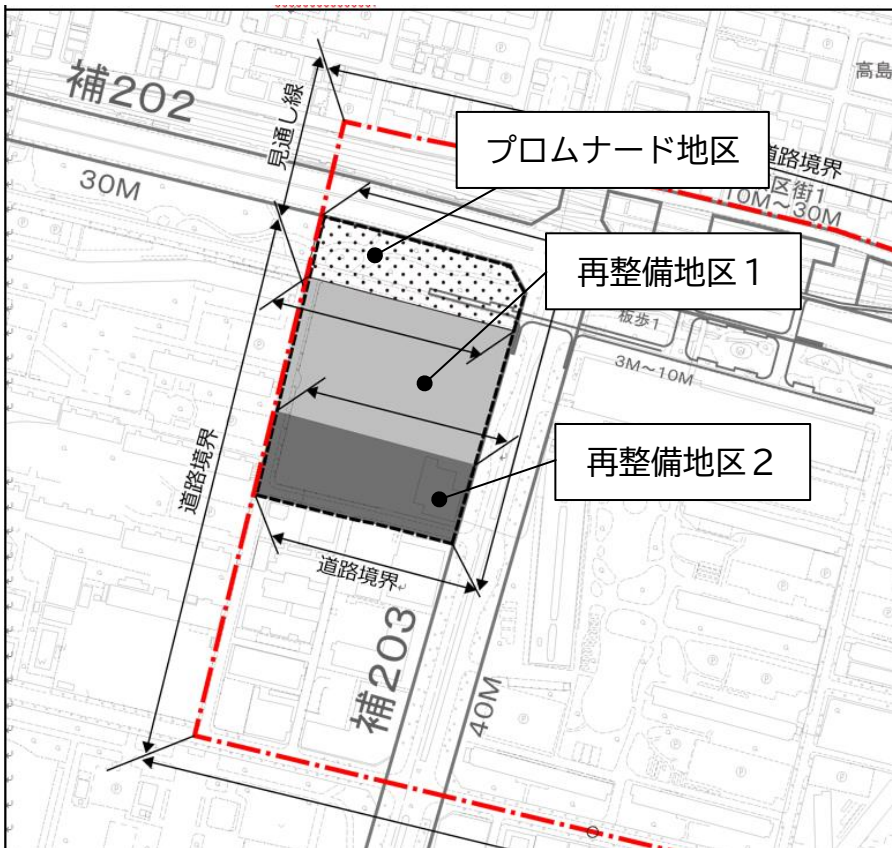 高島
補202
見通し線
プロムナード地区
道路境界
区街1
10M~30M
30M
再整備地区1
板歩1
3M~10M
再整備地区2
道路境界
道路境界
補203
40M